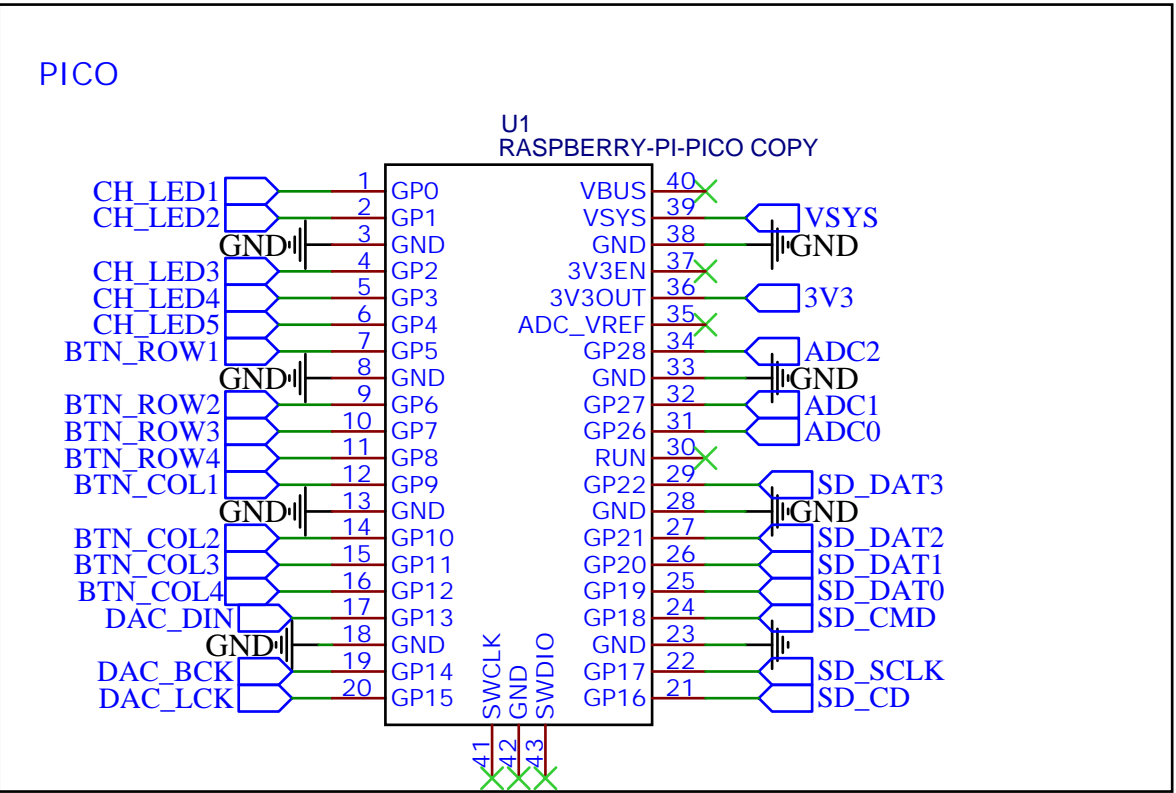 PICO
U1
RASPBERRY-PI-PICO COPY
CH_LED1 1 GP0 VBUS 40
CH_LED2 2 GP1 VSYS 39 VSYS
GND 3 GND GND 38 GND
CH_LED3 4 GP2 3V3EN 37
CH_LED4 5 GP3 3V3OUT 36 3V3
CH_LED5 6 GP4 ADC_VREF 35
BTN_ROW1 7 GP5 GP28 34 ADC2
GND 8 GND GND 33 GND
BTN_ROW2 9 GP6 GP27 32 ADC1
BTN_ROW3 10 GP7 GP26 31 ADC0
BTN_ROW4 11 GP8 RUN 30
BTN_COL1 12 GP9 GP22 29 SD_DAT3
GND 13 GND GND 28 GND
BTN_COL2 14 GP10 GP21 27 SD_DAT2
BTN_COL3 15 GP11 GP20 26 SD_DAT1
BTN_COL4 16 GP12 GP19 25 SD_DAT0
DAC_DIN 17 GP13 GP18 24 SD_CMD
GND 18 GND GND 23
DAC_BCK 19 GP14 GP17 22 SD_SCLK
DAC_LCK 20 GP15 GP16 21 SD_CD
SWCLK GND SWDIO
41 42 43